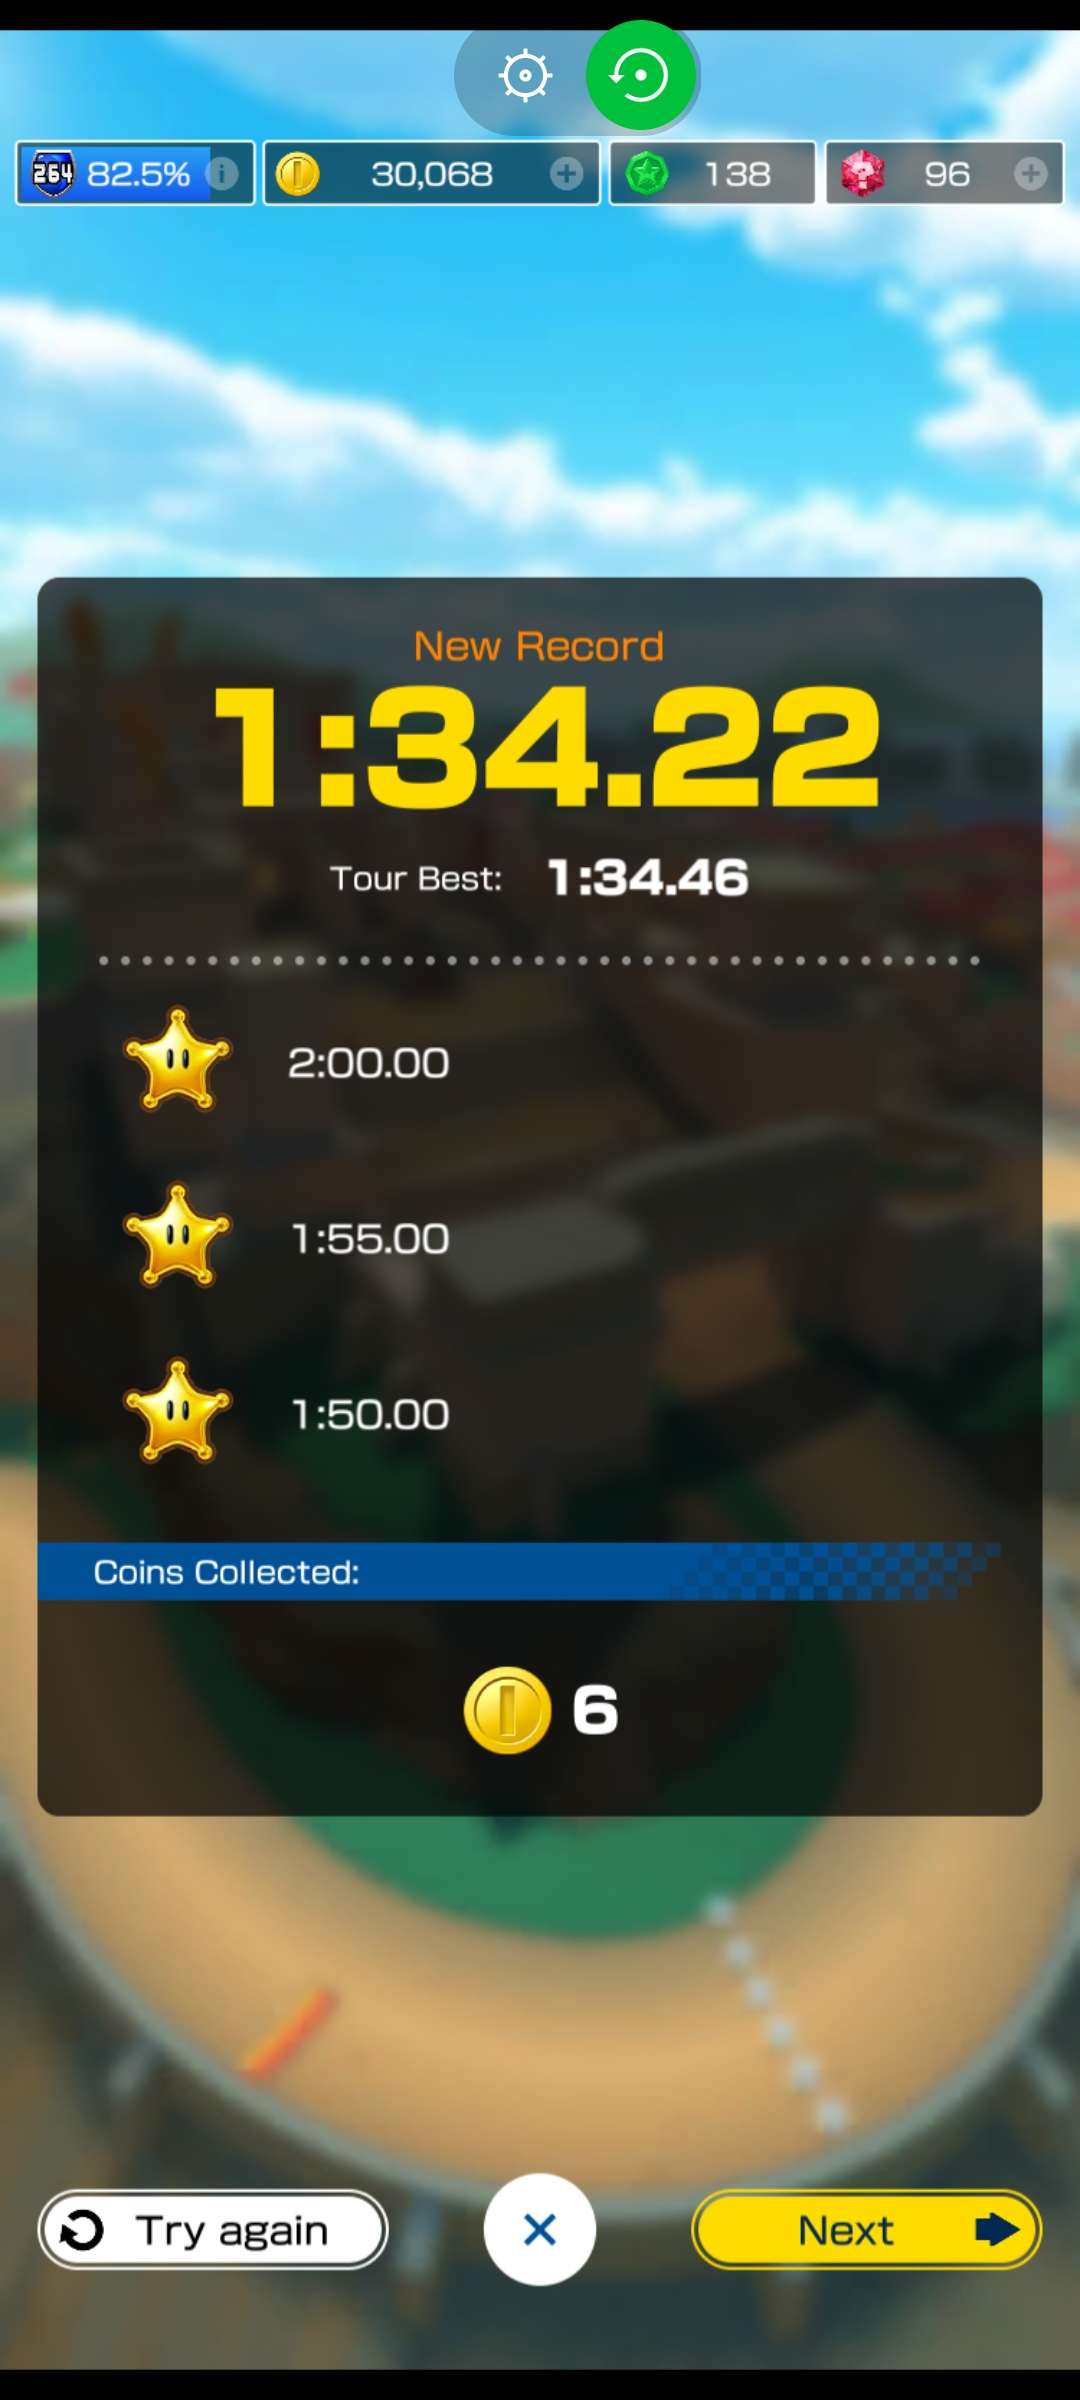 264 82.5% 30,068 138 96
New Record
1:34.22
Tour Best: 1:34.46
2:00.00
1:55.00
1:50.00
Coins Collected:
6
Try again Next